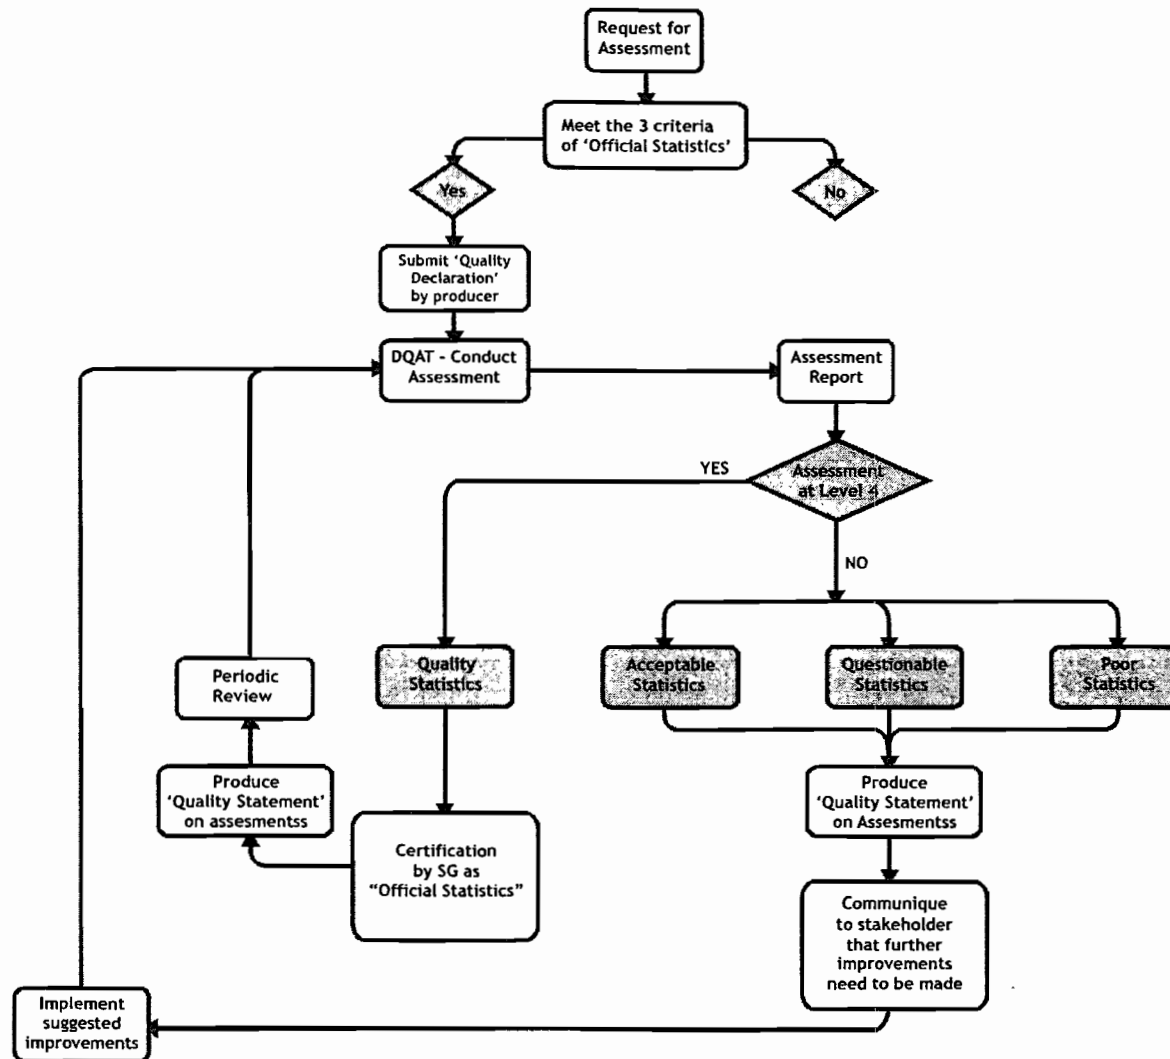 Request for
Assessment
Meet the 3 criteria
of ‘Official Statistics’
Yes
No
Submit ‘Quality
Declaration’
by producer
DQAT - Conduct
Assessment
Assessment
Report
YES
Assessment
at Level 4
NO
Quality
Statistics
Acceptable
Statistics
Questionable
Statistics
Poor
Statistics
Periodic
Review
Produce
‘Quality Statement’
on assesmentss
Produce
‘Quality Statement’
on Assesmentss
Certification
by SG as
“Official Statistics”
Communique
to stakeholder
that further
improvements
need to be made
Implement
suggested
improvements